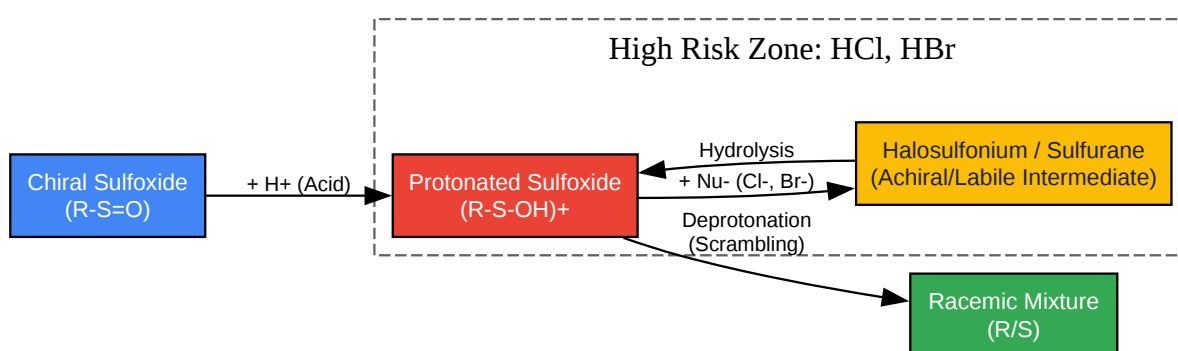 High Risk Zone: HCl, HBr
Chiral Sulfoxide
(R-S=O)
+ H+ (Acid)
Protonated Sulfoxide
(R-S-OH)+
Hydrolysis
+ Nu- (Cl-, Br-)
Halosulfonium / Sulfurane
(Achiral/Labile Intermediate)
Deprotonation
(Scrambling)
Racemic Mixture
(R/S)